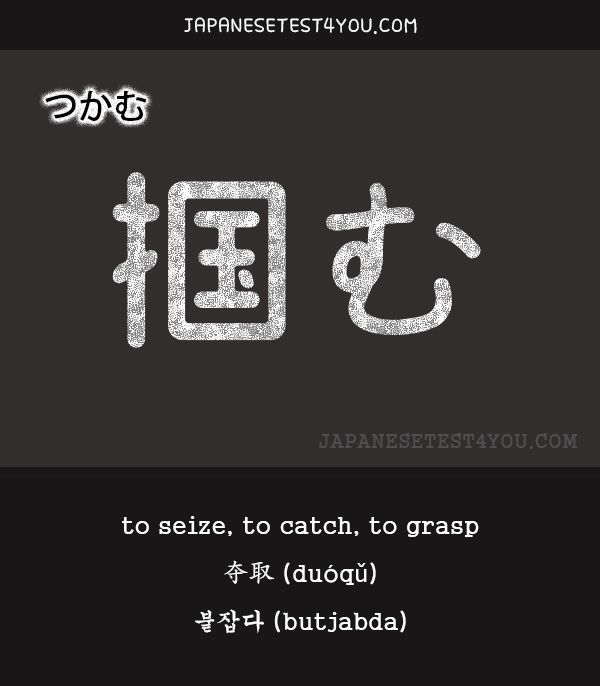 JAPANESETEST4YOU.COM
つかむ
掴む
JAPANESETEST4YOU.COM
to seize, to catch, to grasp
夺取 (duóqǔ)
붙잡다 (butjabda)